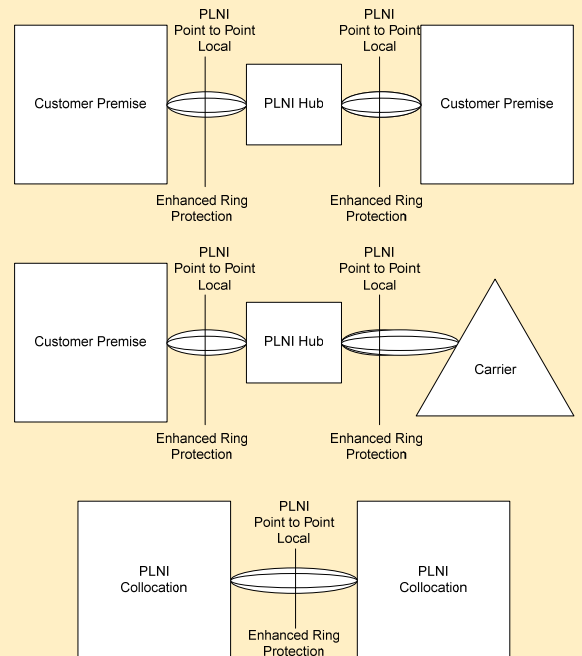 PLNI
Point to Point
Local
PLNI
Point to Point
Local
Customer Premise
PLNI Hub
Customer Premise
Enhanced Ring
Protection
Enhanced Ring
Protection
PLNI
Point to Point
Local
PLNI
Point to Point
Local
Customer Premise
PLNI Hub
Carrier
Enhanced Ring
Protection
Enhanced Ring
Protection
PLNI
Point to Point
Local
PLNI
Collocation
PLNI
Collocation
Enhanced Ring
Protection